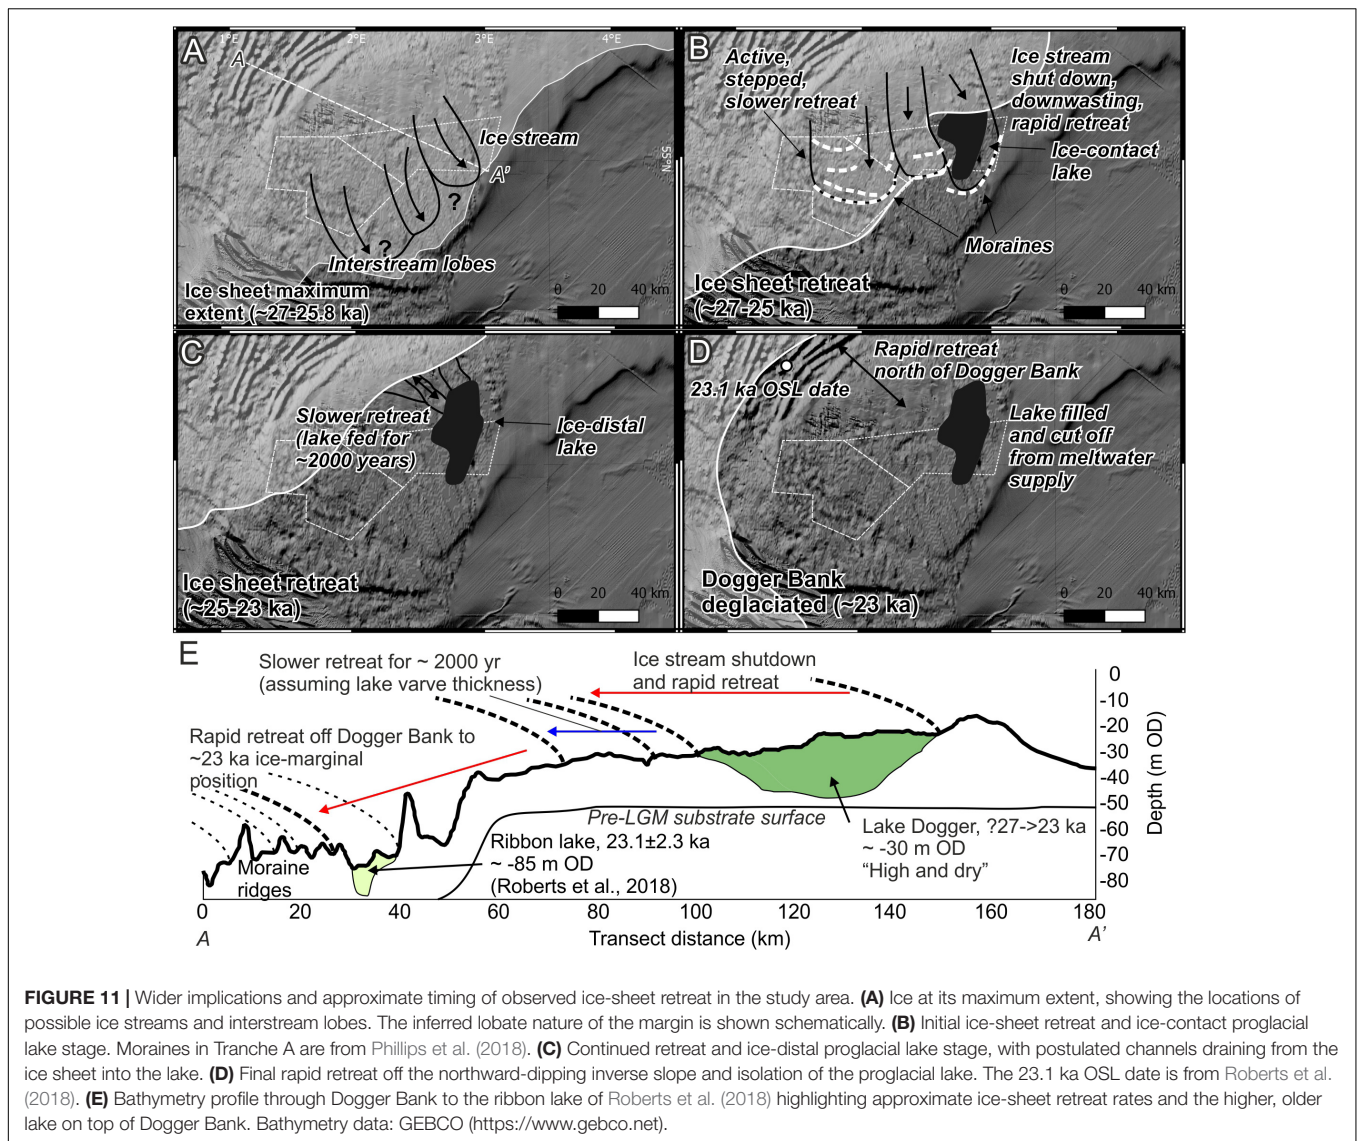 A
1°E
2°E
3°E
4°E
A
Ice stream
A'
55°N
?
?
Interstream lobes
Ice sheet maximum
extent (~27-25.8 ka)
0 20 40 km
B
Active,
stepped,
slower retreat
Ice stream
shut down,
downwasting,
rapid retreat
Ice-contact
lake
Moraines
Ice sheet retreat
(~27-25 ka)
0 20 40 km
C
Slower retreat
(lake fed for
~2000 years)
Ice-distal
lake
Ice sheet retreat
(~25-23 ka)
0 20 40 km
D
Rapid retreat
north of Dogger Bank
23.1 ka OSL date
Lake filled
and cut off
from meltwater
supply
Dogger Bank
deglaciated (~23 ka)
0 20 40 km
E
Slower retreat for ~ 2000 yr
(assuming lake varve thickness)
Ice stream shutdown
and rapid retreat
Rapid retreat off Dogger Bank to
~23 ka ice-marginal
position
Pre-LGM substrate surface
Ribbon lake, 23.1±2.3 ka
~ -85 m OD
(Roberts et al., 2018)
Lake Dogger, ?27->23 ka
~ -30 m OD
“High and dry”
Moraine
ridges
0
-10
-20
-30
-40
-50
-60
-70
-80
Depth (m OD)
0 20 40 60 80 100 120 140 160 180
A
Transect distance (km)
A'
FIGURE 11 | Wider implications and approximate timing of observed ice-sheet retreat in the study area. (A) Ice at its maximum extent, showing the locations of
possible ice streams and interstream lobes. The inferred lobate nature of the margin is shown schematically. (B) Initial ice-sheet retreat and ice-contact proglacial
lake stage. Moraines in Tranche A are from Phillips et al. (2018). (C) Continued retreat and ice-distal proglacial lake stage, with postulated channels draining from the
ice sheet into the lake. (D) Final rapid retreat off the northward-dipping inverse slope and isolation of the proglacial lake. The 23.1 ka OSL date is from Roberts et al.
(2018). (E) Bathymetry profile through Dogger Bank to the ribbon lake of Roberts et al. (2018) highlighting approximate ice-sheet retreat rates and the higher, older
lake on top of Dogger Bank. Bathymetry data: GEBCO (https://www.gebco.net).